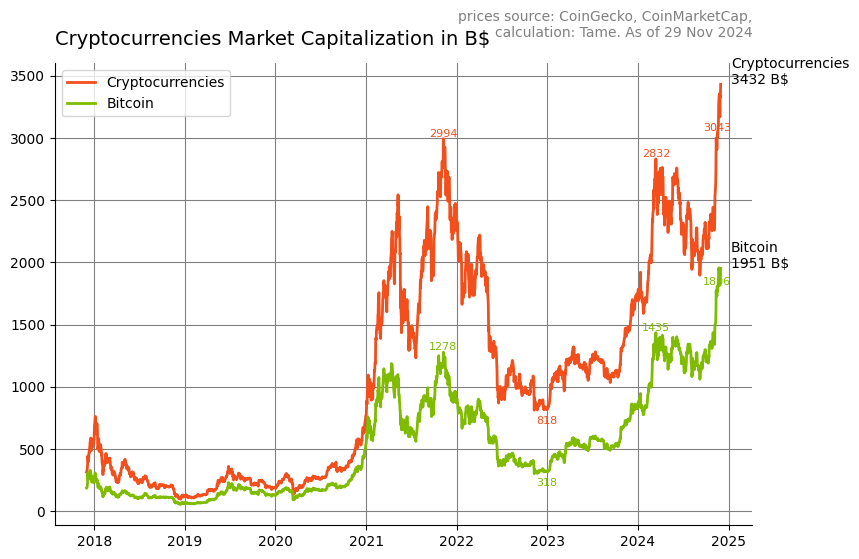 prices source: CoinGecko, CoinMarketCap,
calculation: Tame. As of 29 Nov 2024
Cryptocurrencies Market Capitalization in B$
Cryptocurrencies
3432 B$
Cryptocurrencies
Bitcoin
3500
3000
2500
2000
1500
1000
500
0
2994
2832
3043
Bitcoin
1951 B$
1278
1435
818
318
2018
2019
2020
2021
2022
2023
2024
2025